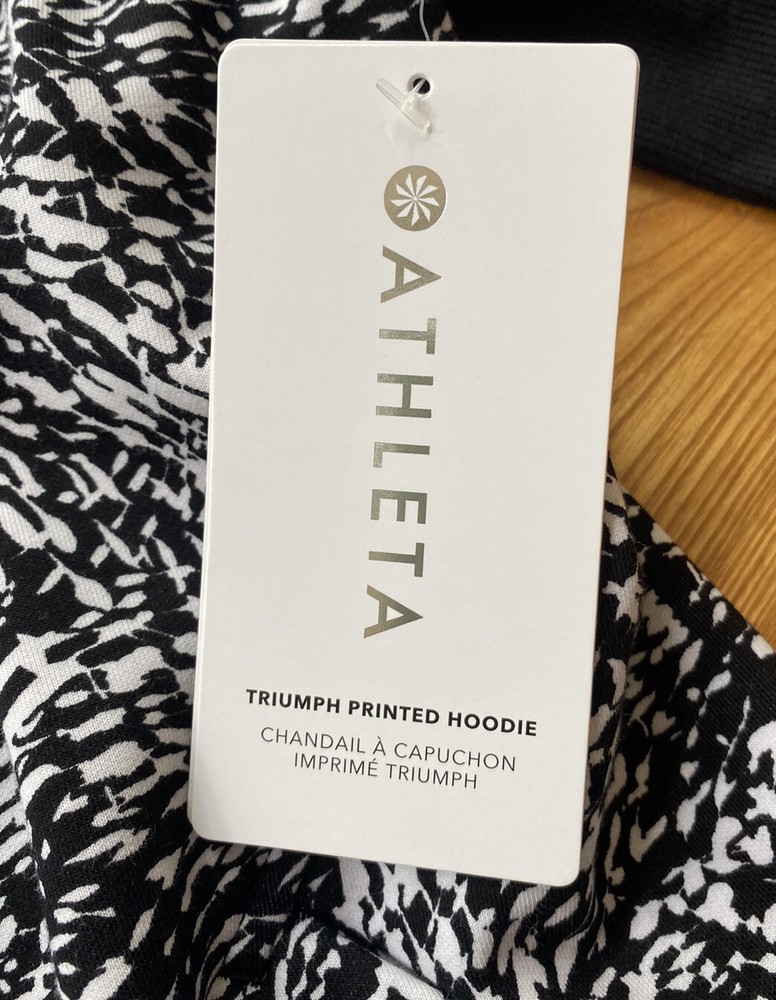 ATHLETA
TRIUMPH PRINTED HOODIE
CHANDAIL À CAPUCHON
IMPRIMÉ TRIUMPH